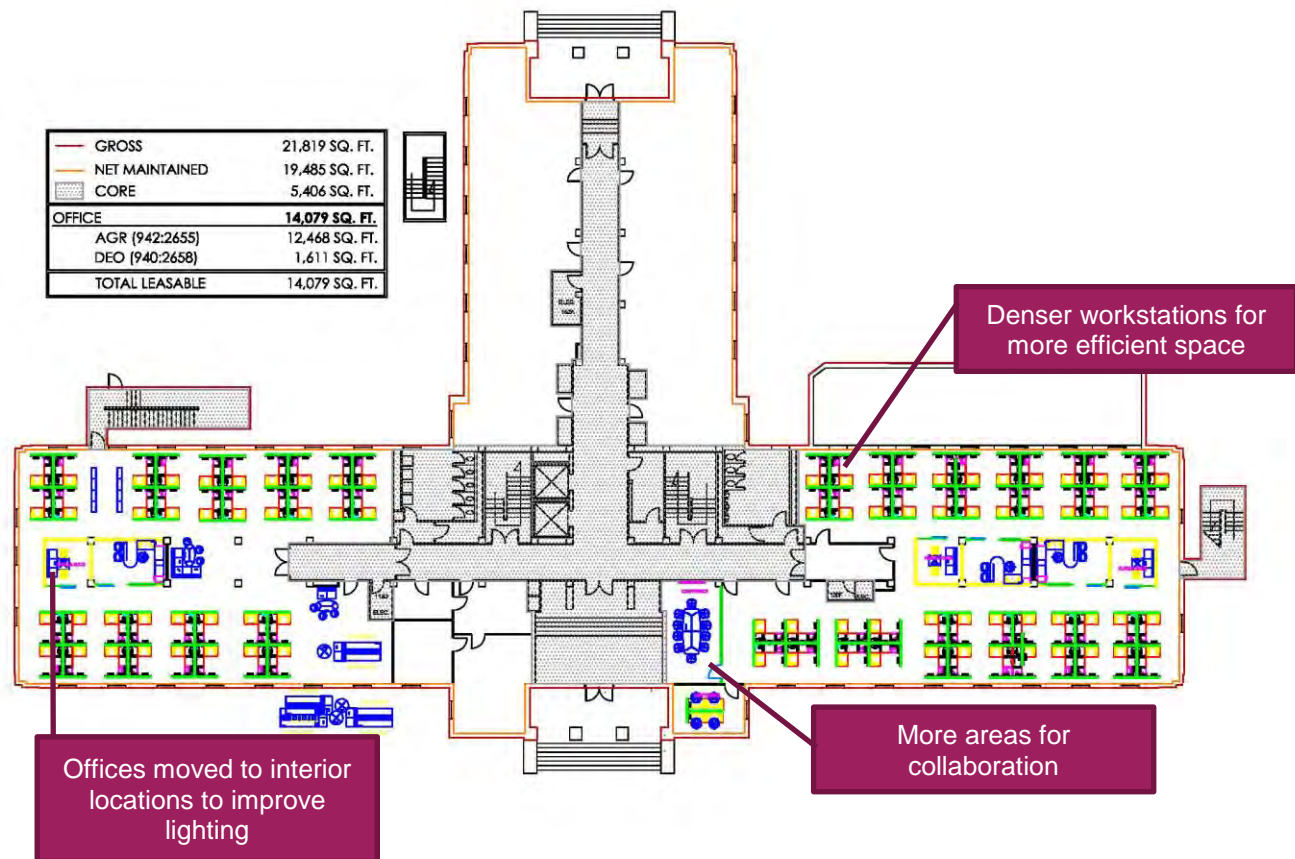 GROSS 21,819 SQ. FT.
NET MAINTAINED 19,485 SQ. FT.
CORE 5,406 SQ. FT.
OFFICE 14,079 SQ. FT.
AGR (942:2655) 12,468 SQ. FT.
DEO (940:2658) 1,611 SQ. FT.
TOTAL LEASABLE 14,079 SQ. FT.
Denser workstations for
more efficient space
ELEC
More areas for
collaboration
Offices moved to interior
locations to improve
lighting